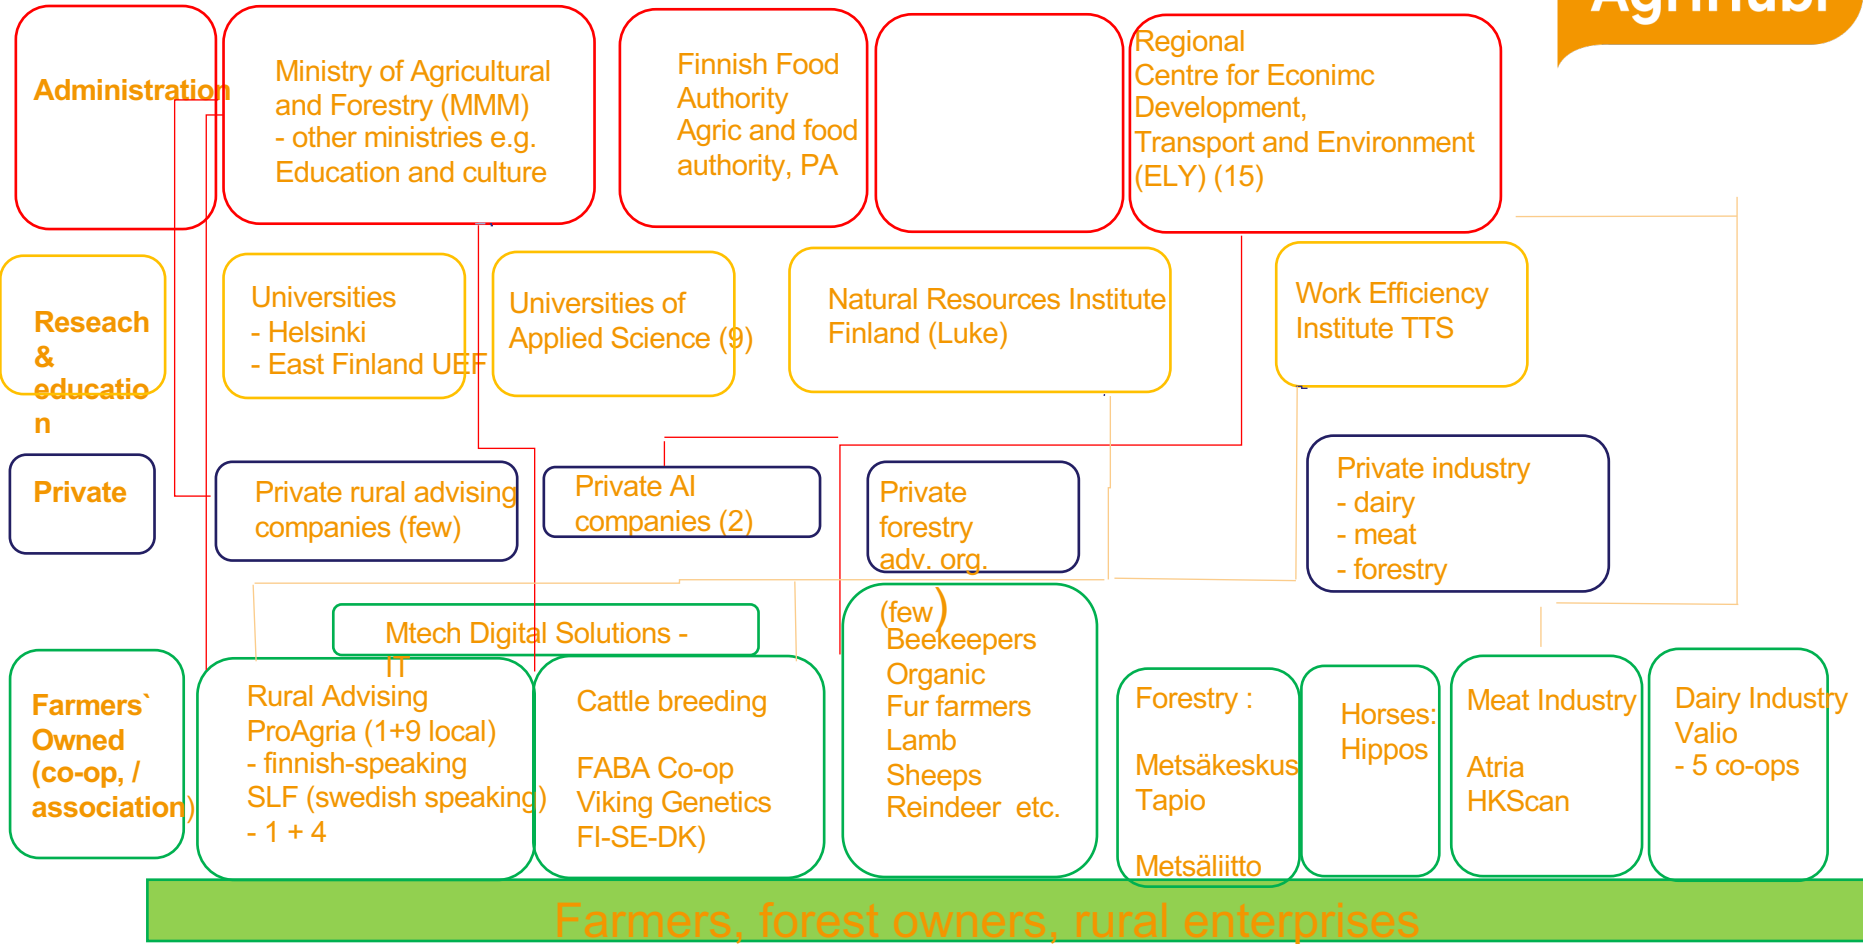 AgriHubi
Administration
Ministry of Agricultural
and Forestry (MMM)
- other ministries e.g.
Education and culture
Finnish Food
Authority
Agric and food
authority, PA
Regional
Centre for Econimc
Development,
Transport and Environment
(ELY) (15)
Reseach
&
educatio
n
Universities
- Helsinki
- East Finland UEF
Universities of
Applied Science (9)
Natural Resources Institute
Finland (Luke)
Work Efficiency
Institute TTS
Private
Private rural advising
companies (few)
Private AI
companies (2)
Private
forestry
adv. org.
(few)
Private industry
- dairy
- meat
- forestry
Mtech Digital Solutions -
IT
Farmers`
Owned
(co-op, /
association)
Rural Advising
ProAgria (1+9 local)
- finnish-speaking
SLF (swedish speaking)
- 1 + 4
Cattle breeding
FABA Co-op
Viking Genetics
FI-SE-DK)
Beekeepers
Organic
Fur farmers
Lamb
Sheeps
Reindeer etc.
Forestry :
Metsäkeskus
Tapio
Metsäliitto
Horses:
Hippos
Meat Industry
Atria
HKScan
Dairy Industry
Valio
- 5 co-ops
Farmers, forest owners, rural enterprises